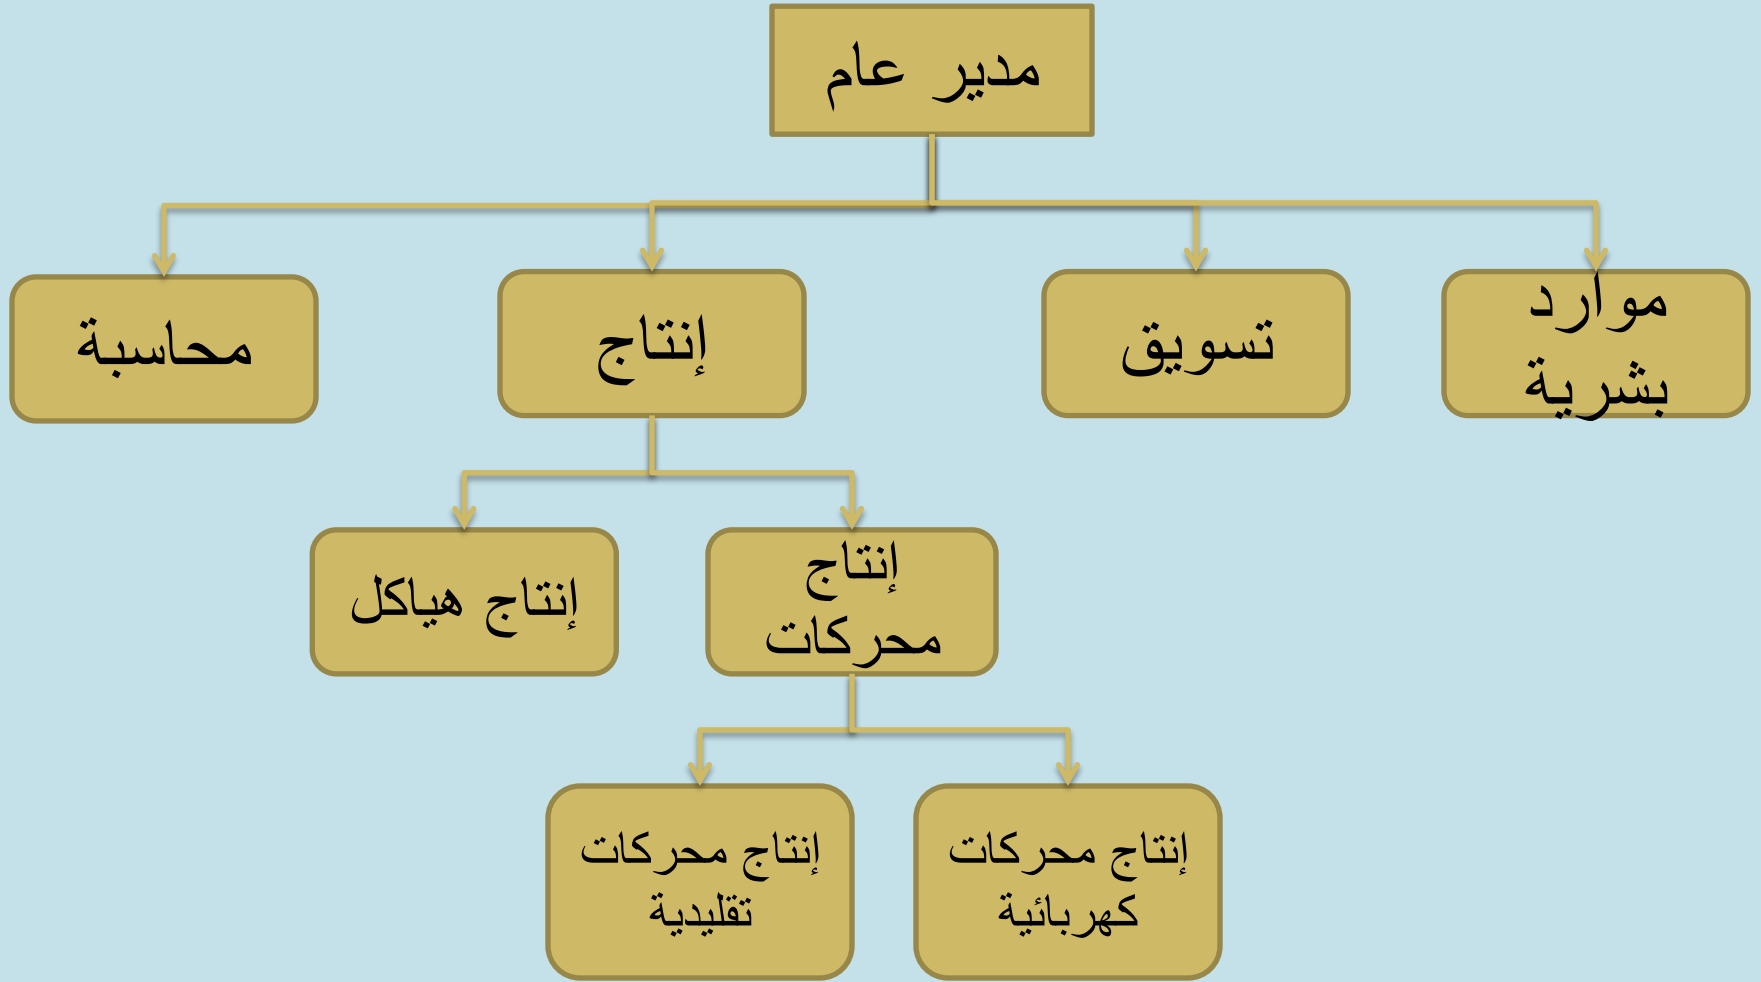 مدير عام
موارد
بشرية
تسويق
إنتاج
محاسبة
إنتاج
محركات
إنتاج هياكل
إنتاج محركات
كهربائية
إنتاج محركات
تقليدية